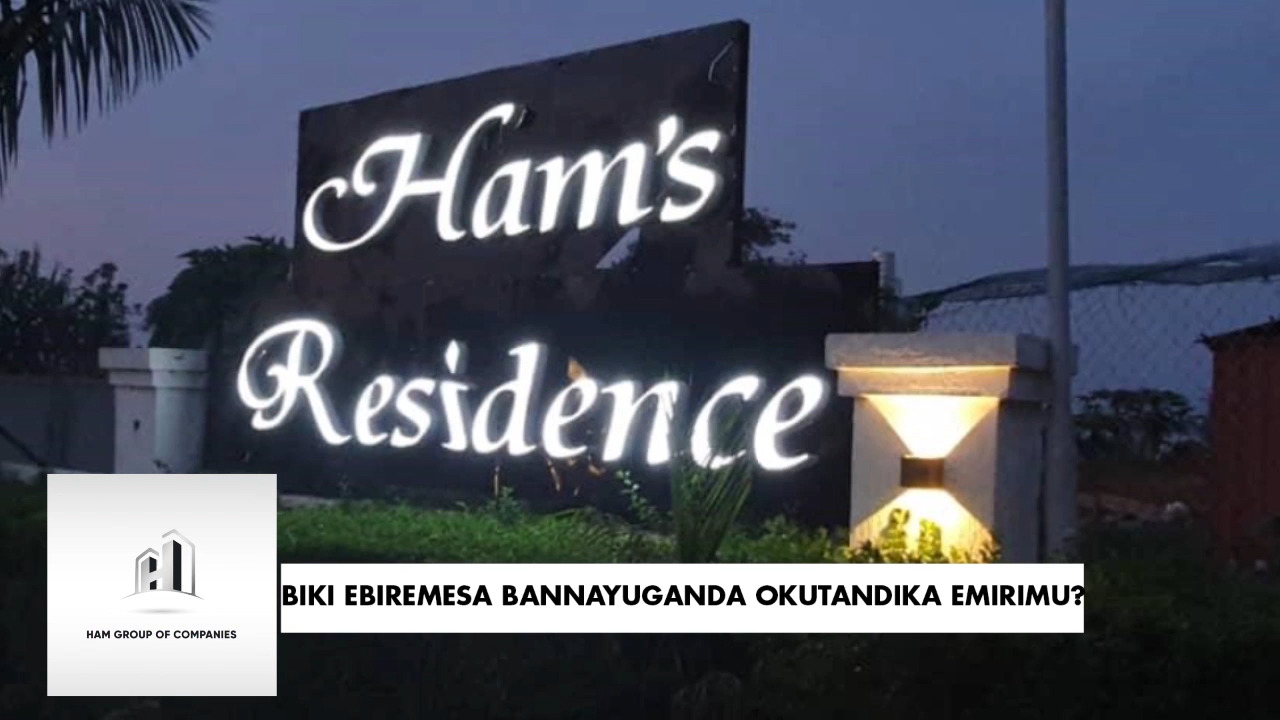 Ham's
Residence
HAM GROUP OF COMPANIES
BIKI EBIREMESA BANNAYUGANDA OKUTANDIKA EMIRIMU?